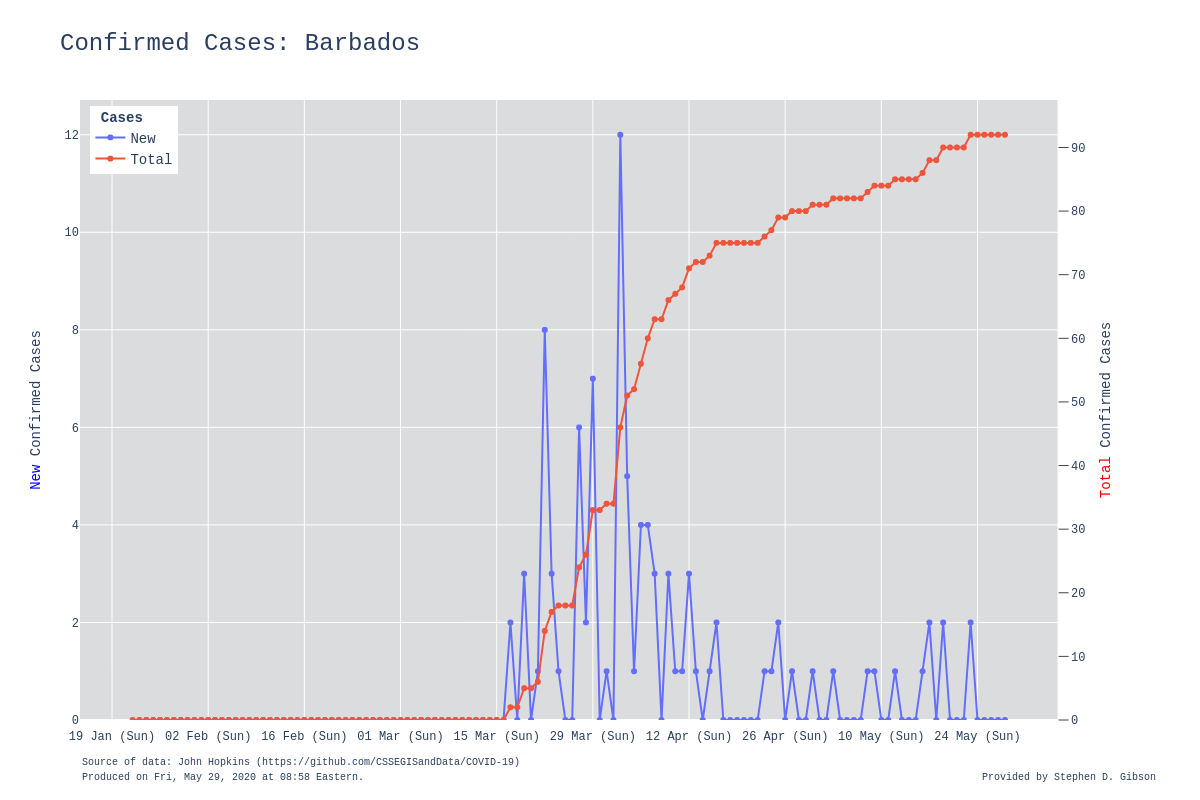 Confirmed Cases: Barbados
Cases
New
Total
12
10
8
6
4
2
0
90
80
70
60
50
40
30
20
10
0
New Confirmed Cases
Total Confirmed Cases
19 Jan (Sun) 02 Feb (Sun) 16 Feb (Sun) 01 Mar (Sun) 15 Mar (Sun) 29 Mar (Sun) 12 Apr (Sun) 26 Apr (Sun) 10 May (Sun) 24 May (Sun)
Source of data: John Hopkins (https://github.com/CSSEGISandData/COVID-19)
Produced on Fri, May 29, 2020 at 08:58 Eastern.
Provided by Stephen D. Gibson